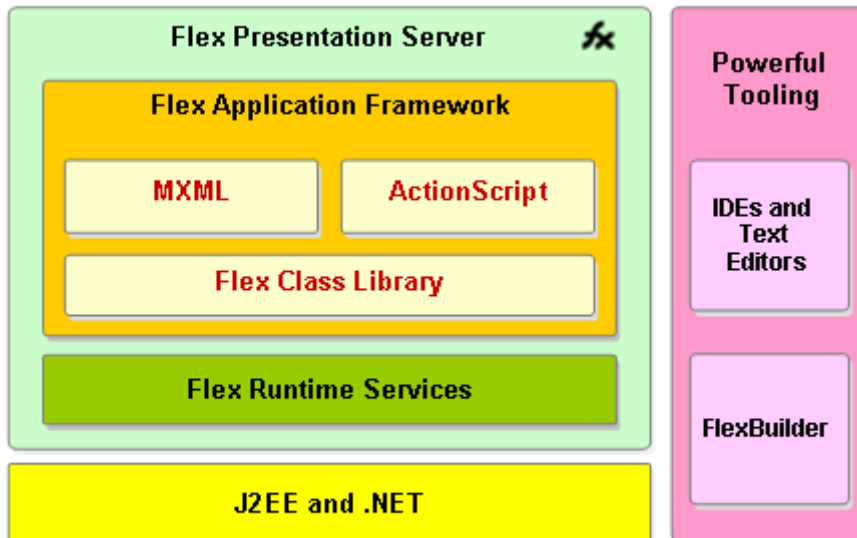 Flex Presentation Server
fx
Flex Application Framework
MXML
ActionScript
Flex Class Library
Flex Runtime Services
J2EE and .NET
Powerful
Tooling
IDEs and
Text
Editors
FlexBuilder